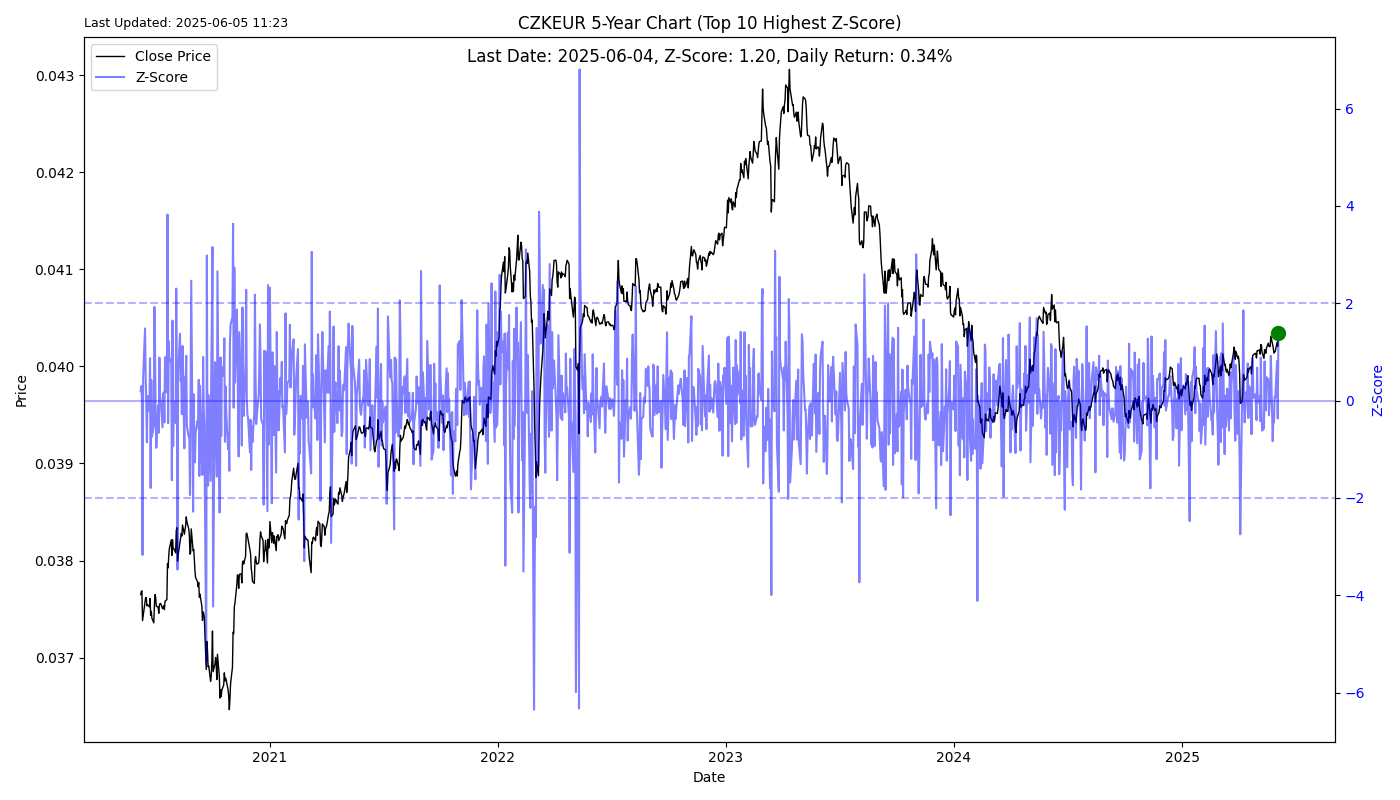 Last Updated: 2025-06-05 11:23
CZKEUR 5-Year Chart (Top 10 Highest Z-Score)
Last Date: 2025-06-04, Z-Score: 1.20, Daily Return: 0.34%
Close Price
Z-Score
0.043
0.042
0.041
0.040
0.039
0.038
0.037
Price
6
4
2
0
−2
−4
−6
Z-Score
2021
2022
2023
2024
2025
Date